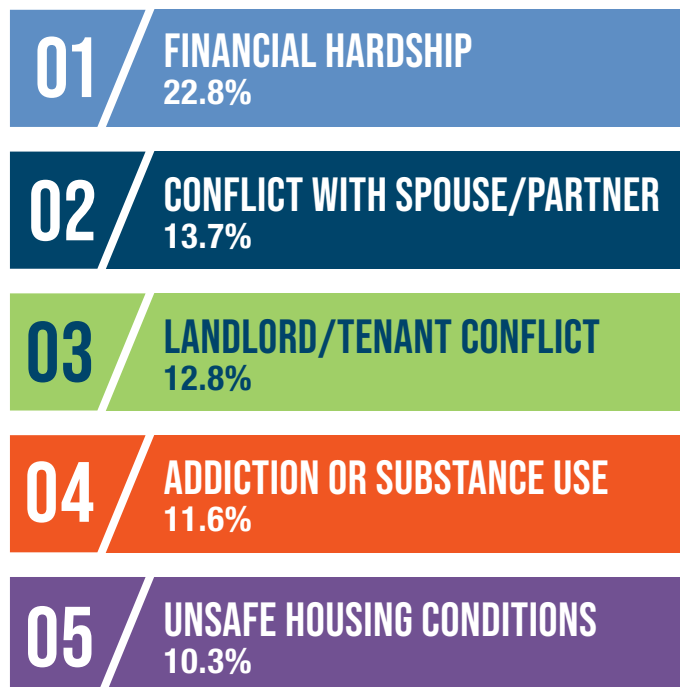 01
FINANCIAL HARDSHIP
22.8%
02
CONFLICT WITH SPOUSE/PARTNER
13.7%
03
LANDLORD/TENANT CONFLICT
12.8%
04
ADDICTION OR SUBSTANCE USE
11.6%
05
UNSAFE HOUSING CONDITIONS
10.3%